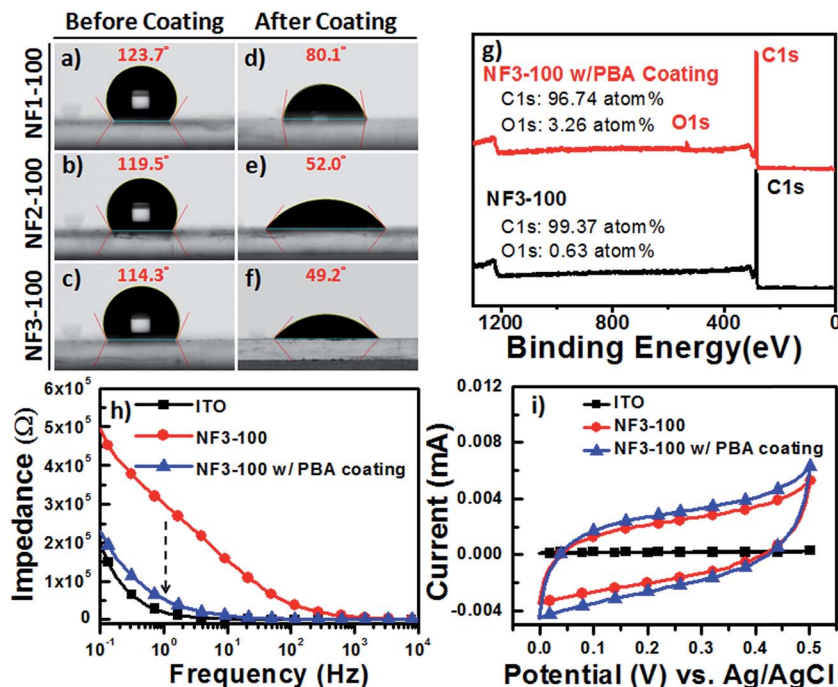 Before Coating After Coating
NF1-100
a) 123.7°
d) 80.1°
NF2-100
b) 119.5°
e) 52.0°
NF3-100
c) 114.3°
f) 49.2°
g)
C1s
NF3-100 w/PBA Coating
C1s: 96.74 atom%
O1s: 3.26 atom%
O1s
NF3-100
C1s
C1s: 99.37 atom%
O1s: 0.63 atom%
1200 800 400 0
Binding Energy(eV)
h)
ITO
NF3-100
NF3-100 w/ PBA coating
6x10⁵
5x10⁵
4x10⁵
3x10⁵
2x10⁵
1x10⁵
0
Impedance (Ω)
10⁻¹ 10⁰ 10¹ 10² 10³ 10⁴
Frequency (Hz)
i)
ITO
NF3-100
NF3-100 w/ PBA coating
0.012
0.008
0.004
0.000
-0.004
Current (mA)
0.0 0.1 0.2 0.3 0.4 0.5
Potential (V) vs. Ag/AgCl